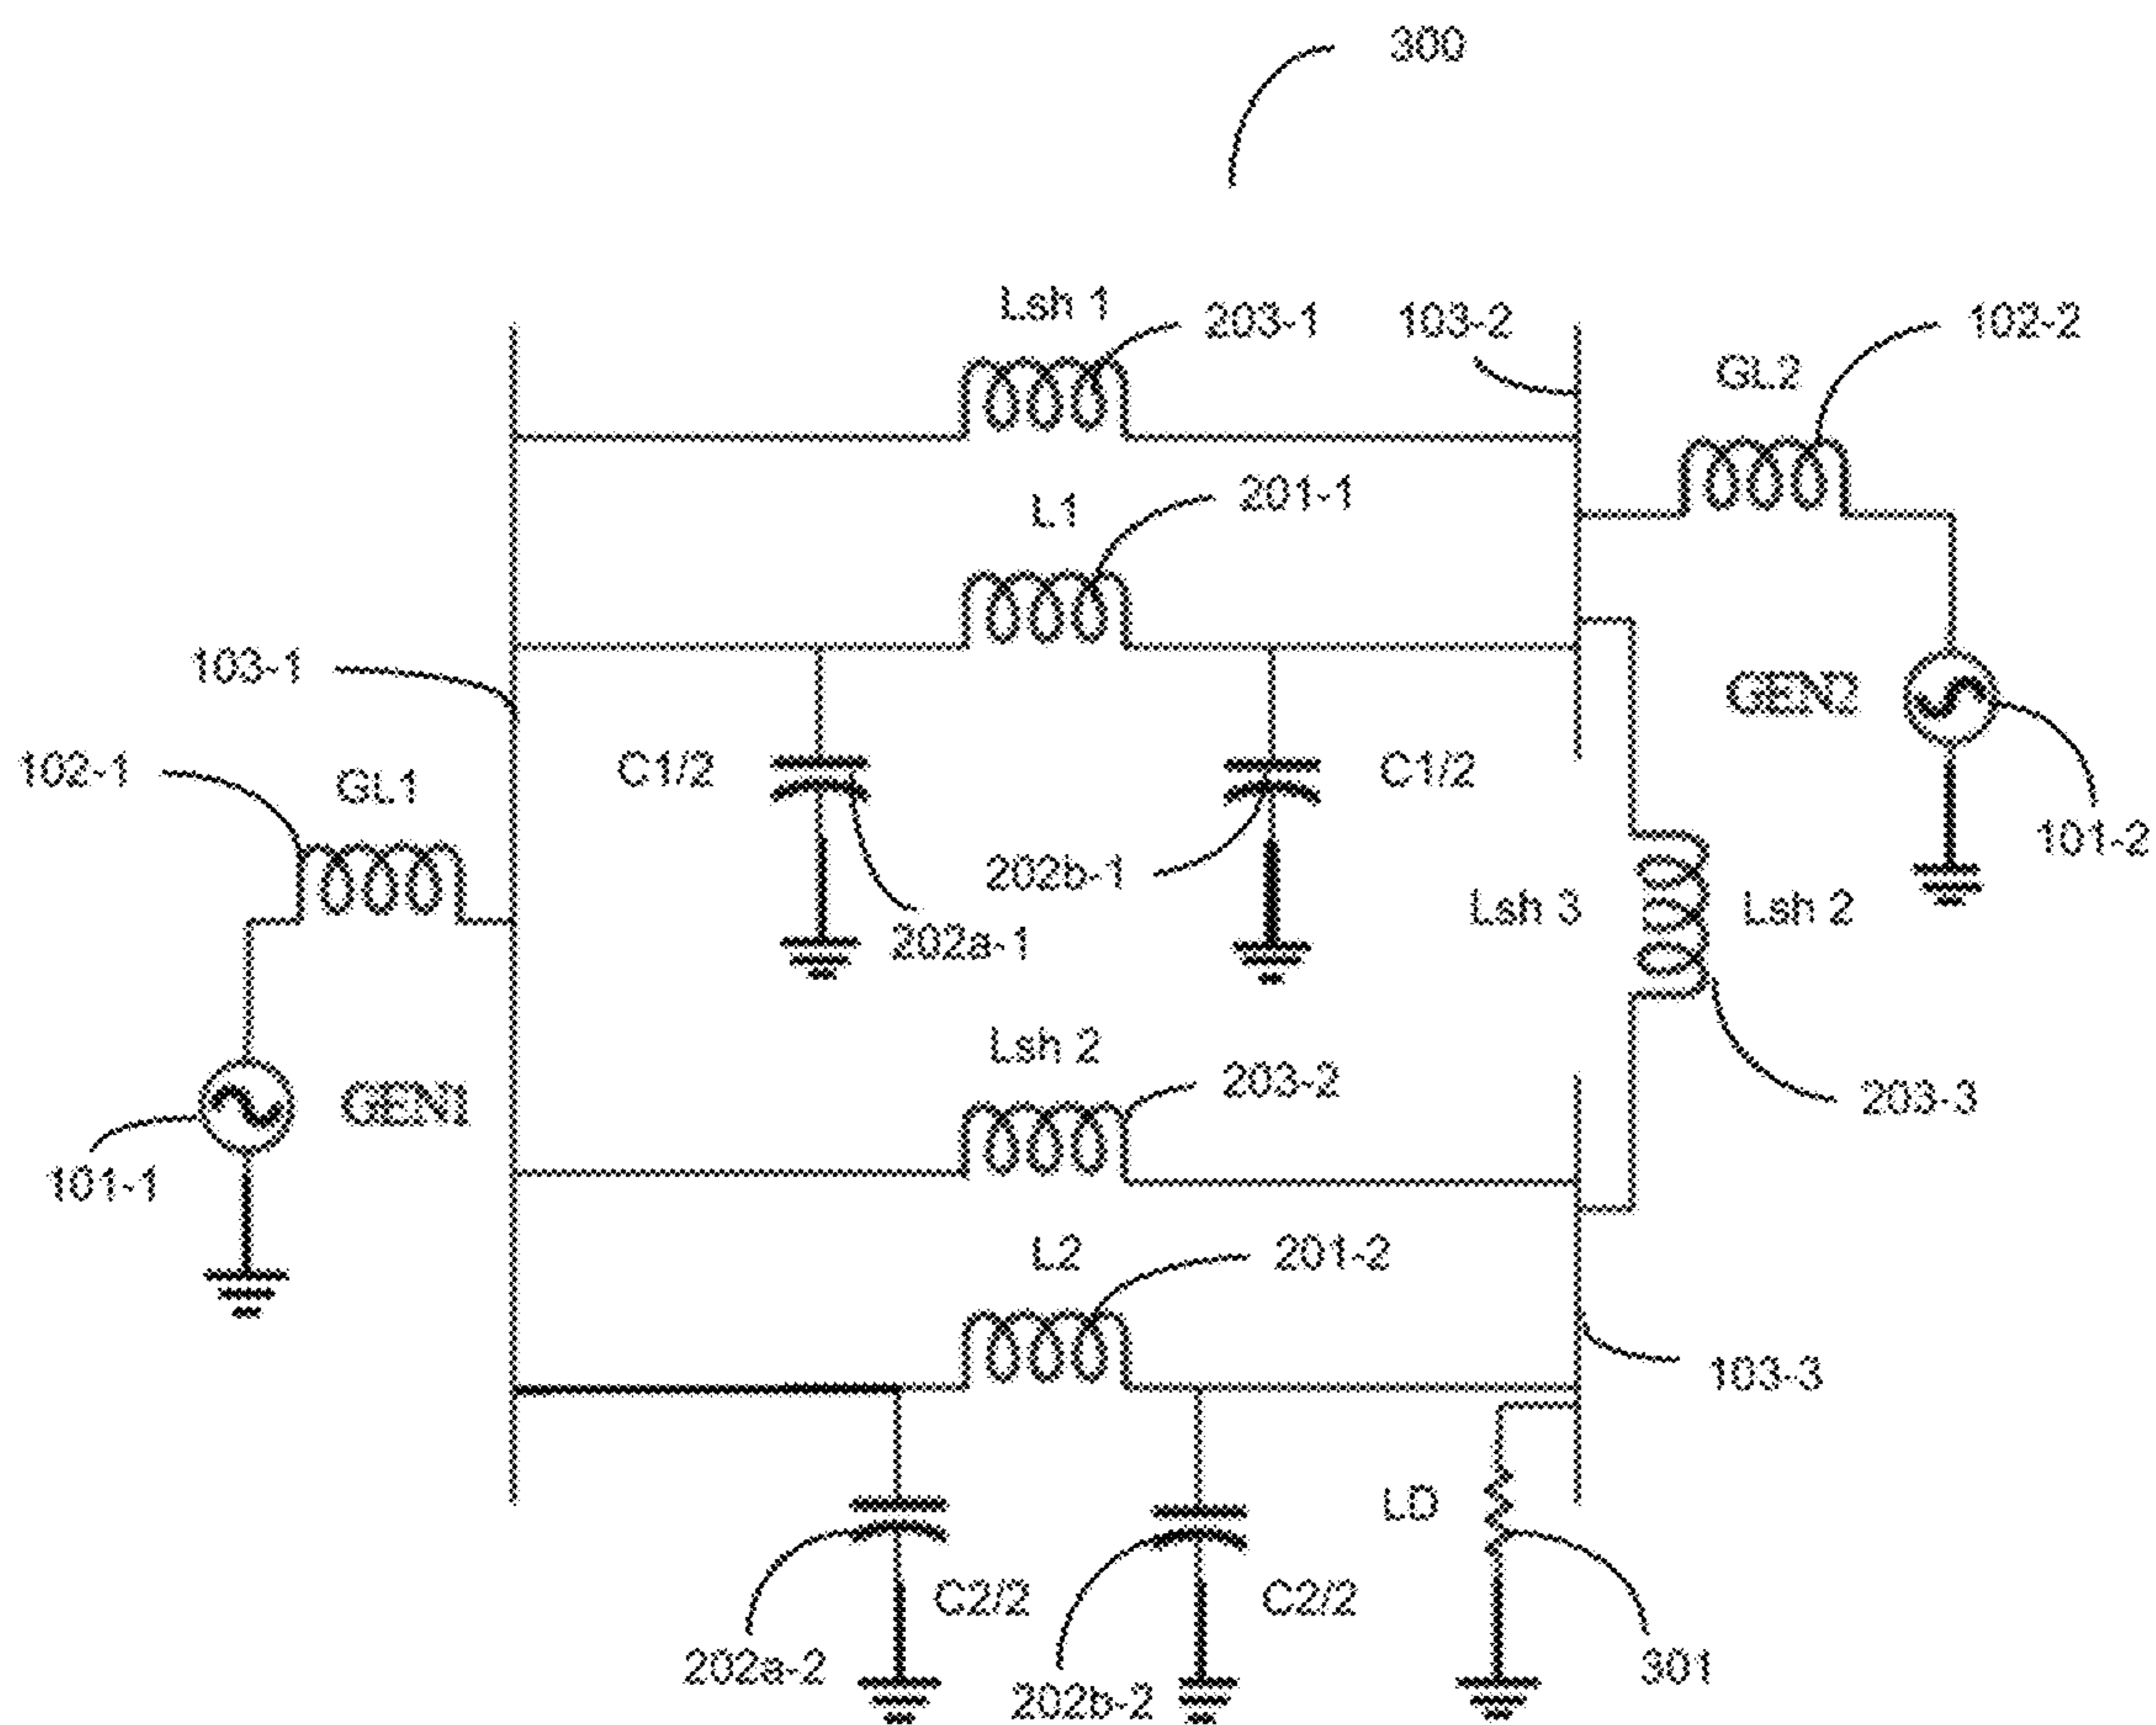 300
Lsh 1
203-1
103-2
102-2
GL2
L1
201-1
103-1
GEN2
102-1
GL1
C1/2
C1/2
101-2
202b-1
Lsh 3
Lsh 2
202a-1
Lsh 2
203-2
203-3
GEN1
101-1
L2
201-2
103-3
LD
C2/2
C2/2
202a-2
301
202b-2